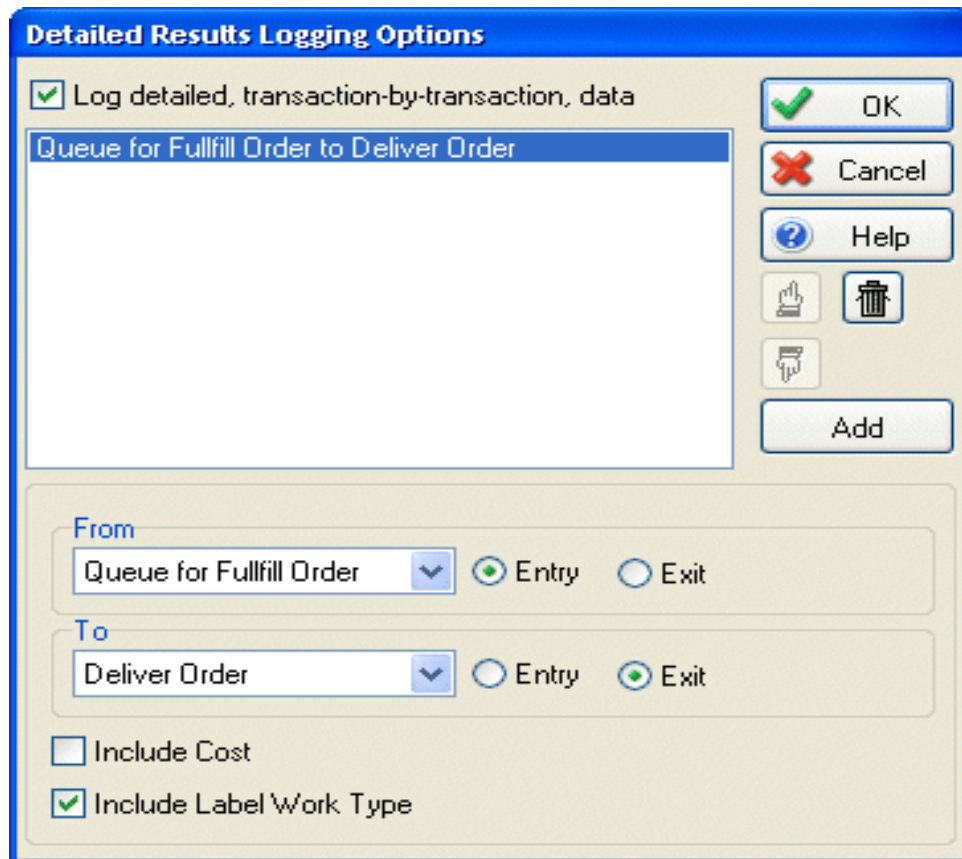 Detailed Results Logging Options
Log detailed, transaction-by-transaction, data
OK
Queue for Fullfill Order to Deliver Order
Cancel
Help
Add
From
Queue for Fullfill Order Entry Exit
To
Deliver Order Entry Exit
Include Cost
Include Label Work Type